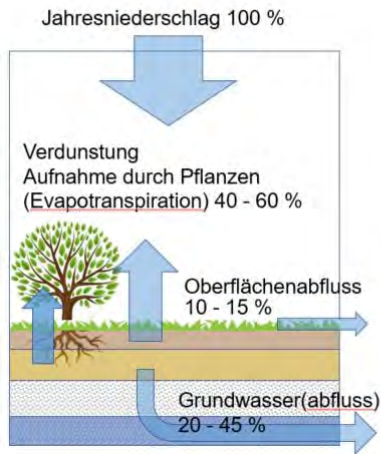 Jahresniederschlag 100 %
Verdunstung
Aufnahme durch Pflanzen
(Evapotranspiration) 40 - 60 %
Oberflächenabfluss
10 - 15 %
Grundwasser(abfluss)
20 - 45 %